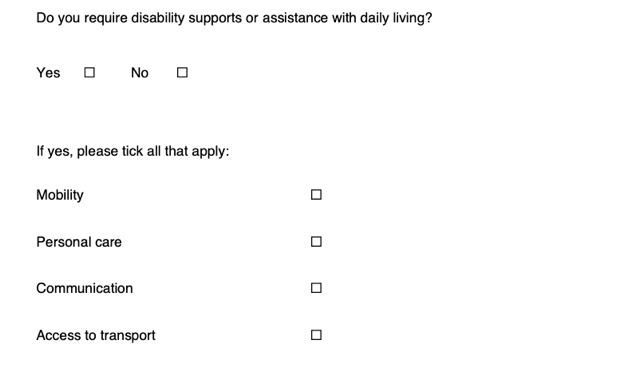 Do you require disability supports or assistance with daily living?
Yes ☐ No ☐
If yes, please tick all that apply:
Mobility ☐
Personal care ☐
Communication ☐
Access to transport ☐